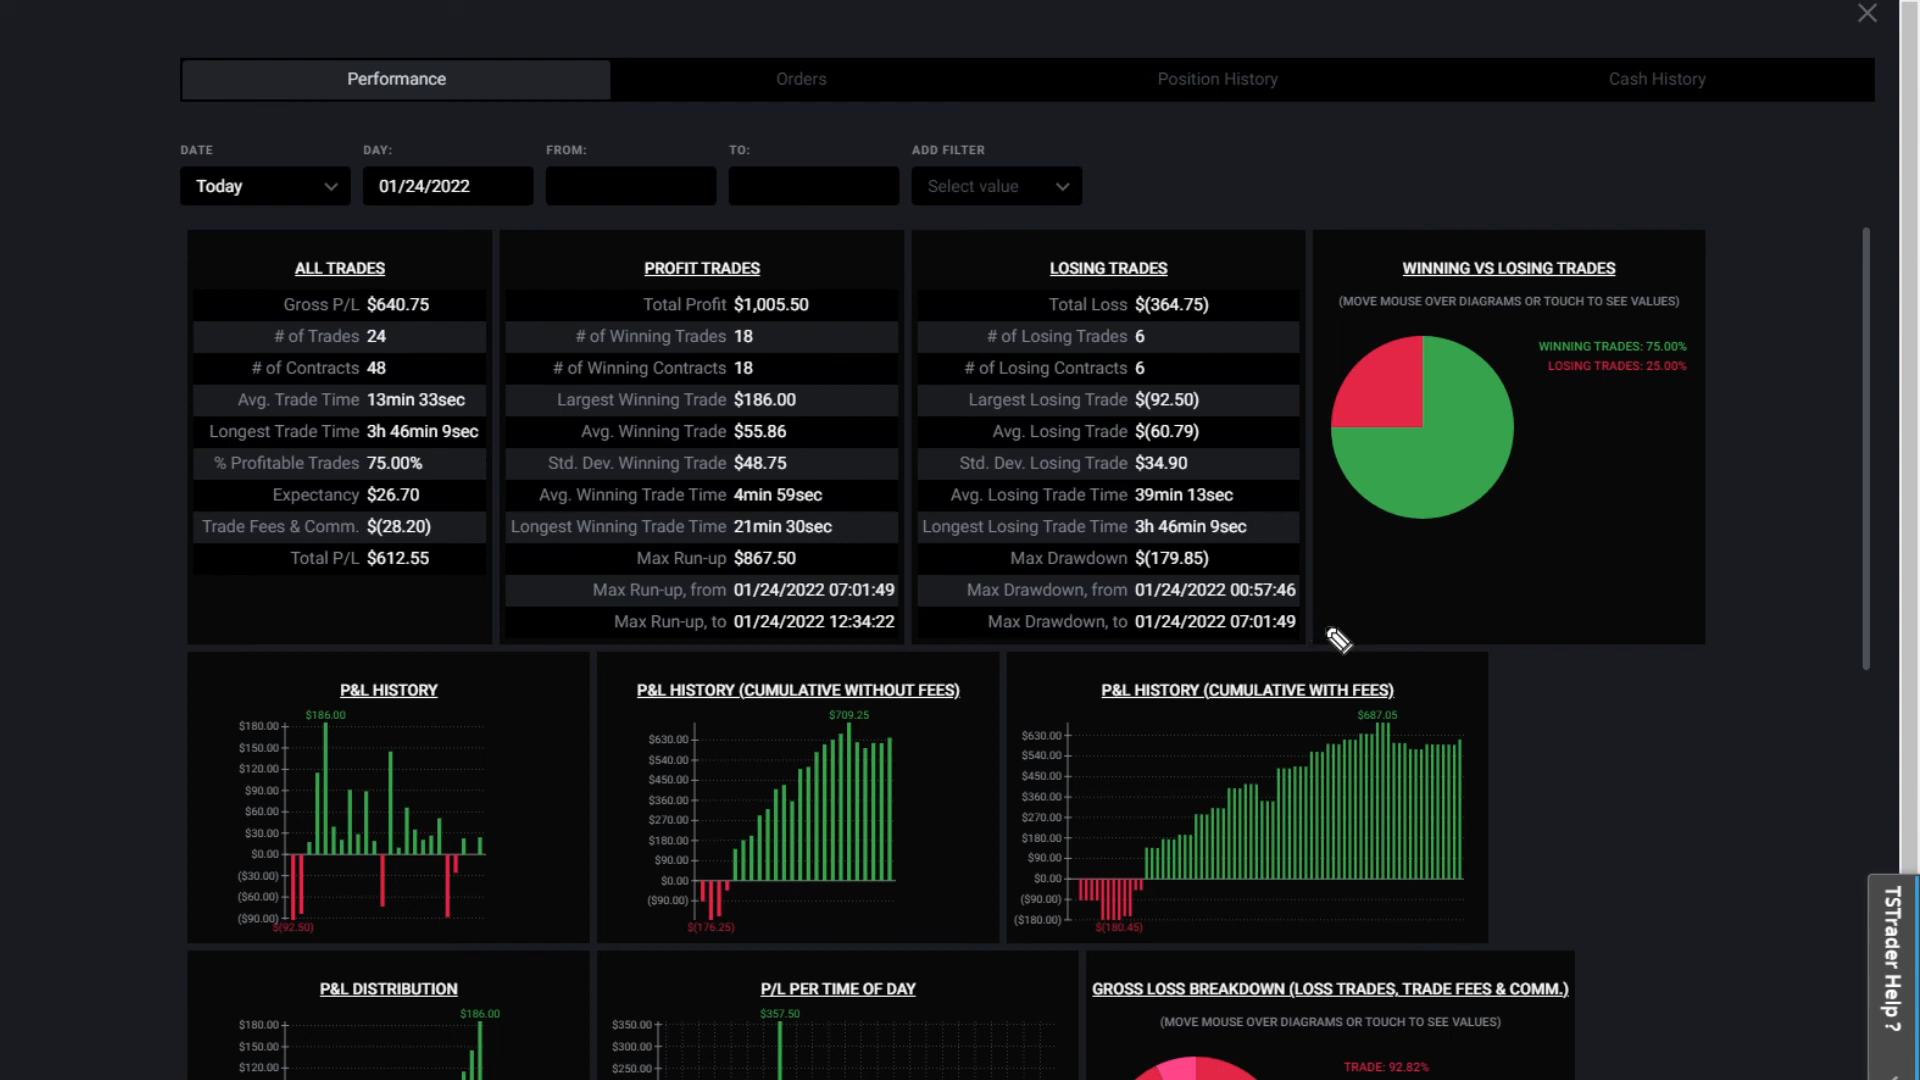 Performance
Orders
Position History
Cash History
DATE
DAY:
FROM:
TO:
ADD FILTER
Today
01/24/2022
Select value
ALL TRADES
Gross P/L $640.75
# of Trades 24
# of Contracts 48
Avg. Trade Time 13min 33sec
Longest Trade Time 3h 46min 9sec
% Profitable Trades 75.00%
Expectancy $26.70
Trade Fees & Comm. $(28.20)
Total P/L $612.55
PROFIT TRADES
Total Profit $1,005.50
# of Winning Trades 18
# of Winning Contracts 18
Largest Winning Trade $186.00
Avg. Winning Trade $55.86
Std. Dev. Winning Trade $48.75
Avg. Winning Trade Time 4min 59sec
Longest Winning Trade Time 21min 30sec
Max Run-up $867.50
Max Run-up, from 01/24/2022 07:01:49
Max Run-up, to 01/24/2022 12:34:22
LOSING TRADES
Total Loss $(364.75)
# of Losing Trades 6
# of Losing Contracts 6
Largest Losing Trade $(92.50)
Avg. Losing Trade $(60.79)
Std. Dev. Losing Trade $34.90
Avg. Losing Trade Time 39min 13sec
Longest Losing Trade Time 3h 46min 9sec
Max Drawdown $(179.85)
Max Drawdown, from 01/24/2022 00:57:46
Max Drawdown, to 01/24/2022 07:01:49
WINNING VS LOSING TRADES
(MOVE MOUSE OVER DIAGRAMS OR TOUCH TO SEE VALUES)
WINNING TRADES: 75.00%
LOSING TRADES: 25.00%
P&L HISTORY
$186.00
$180.00
$150.00
$120.00
$90.00
$60.00
$30.00
$0.00
($30.00)
($60.00)
($90.00)
$(92.50)
P&L HISTORY (CUMULATIVE WITHOUT FEES)
$709.25
$630.00
$540.00
$450.00
$360.00
$270.00
$180.00
$90.00
$0.00
($90.00)
$(176.25)
P&L HISTORY (CUMULATIVE WITH FEES)
$687.05
$630.00
$540.00
$450.00
$360.00
$270.00
$180.00
$90.00
$0.00
($90.00)
($180.00)
$(180.45)
P&L DISTRIBUTION
$186.00
$180.00
$150.00
$120.00
P/L PER TIME OF DAY
$357.50
$350.00
$300.00
$250.00
GROSS LOSS BREAKDOWN (LOSS TRADES, TRADE FEES & COMM.)
(MOVE MOUSE OVER DIAGRAMS OR TOUCH TO SEE VALUES)
TRADE: 92.82%
TSTrader Help ?